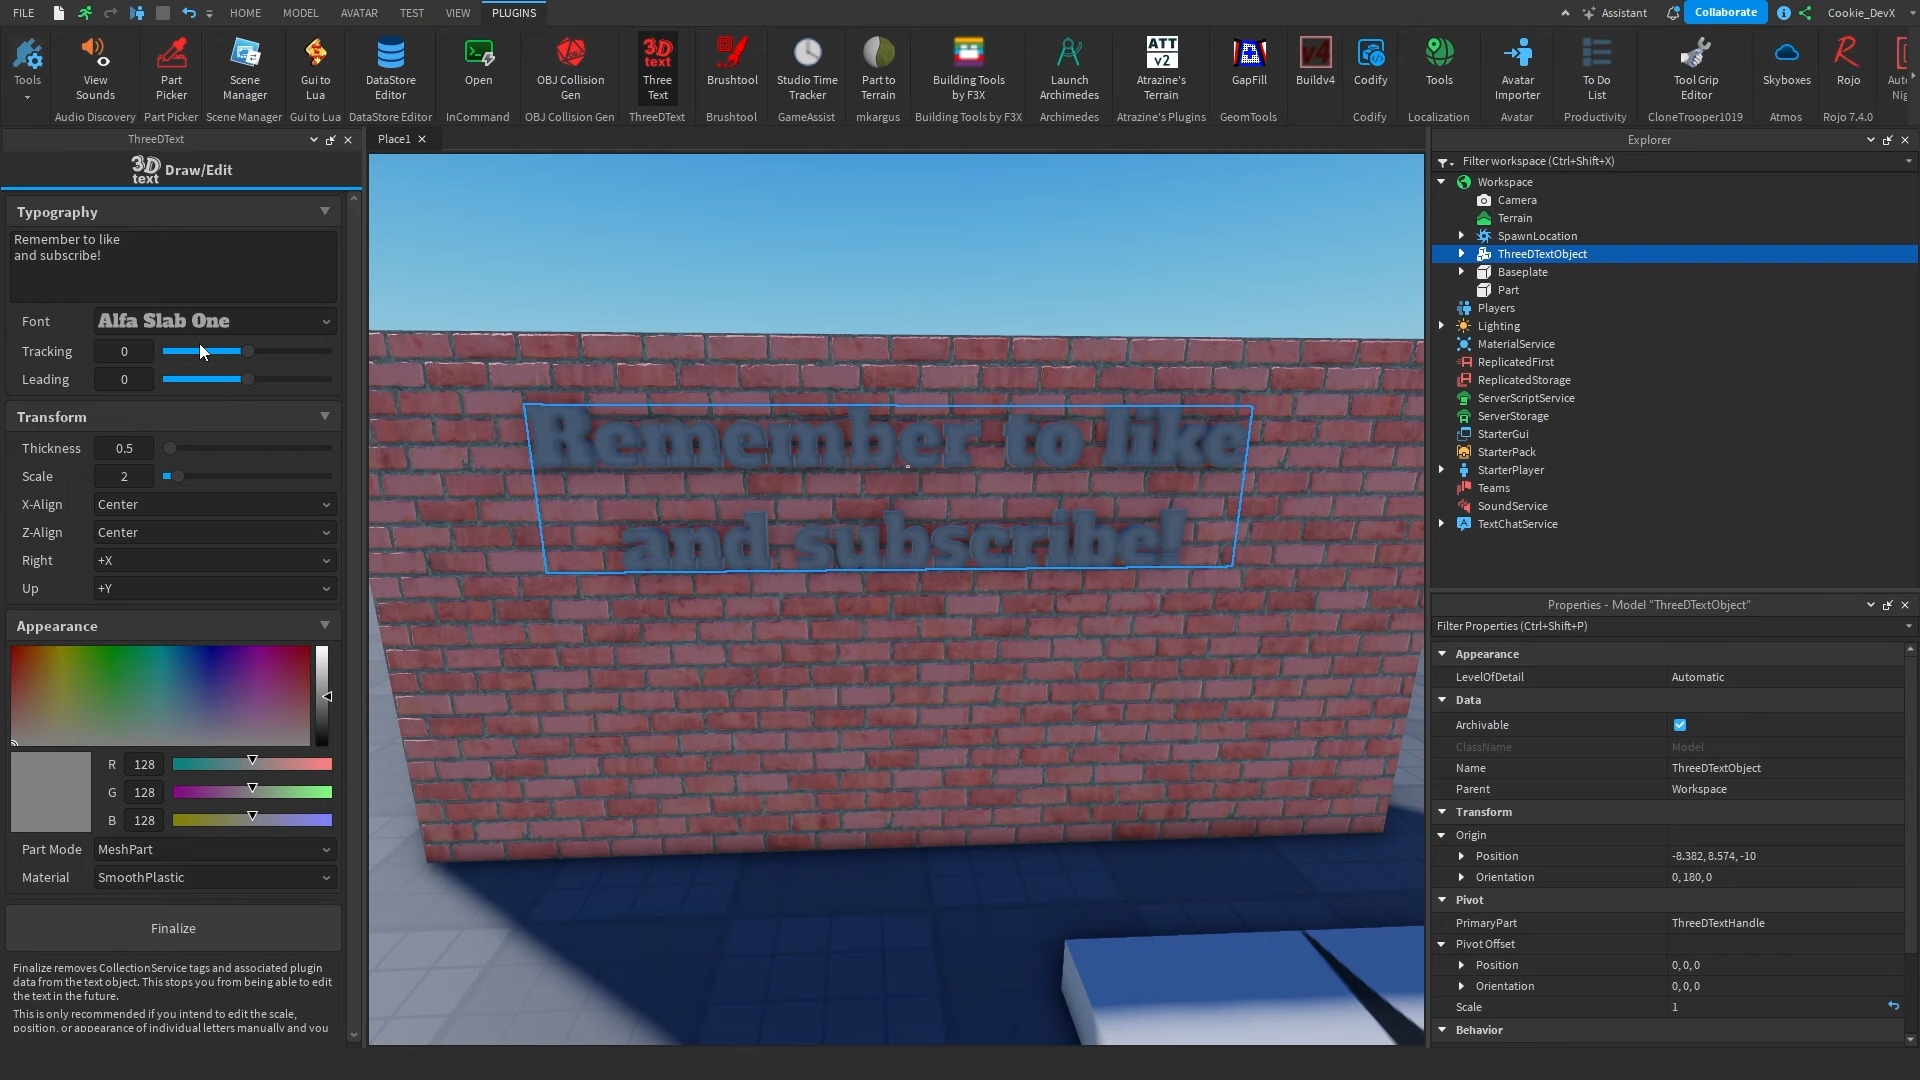 FILE
HOME
MODEL
AVATAR
TEST
VIEW
PLUGINS
Assistant
Collaborate
Cookie_DevX
Tools
View Sounds
Audio Discovery
Part Picker
Part Picker
Scene Manager
Scene Manager
Gui to Lua
Gui to Lua
DataStore Editor
DataStore Editor
Open
InCommand
OBJ Collision Gen
OBJ Collision Gen
3D text
Three Text
ThreeDText
Brushtool
Brushtool
Studio Time Tracker
GameAssist
Part to Terrain
mkargus
Building Tools by F3X
Building Tools by F3X
Launch Archimedes
Archimedes
ATT v2
Atrazine's Terrain
Atrazine's Plugins
GapFill
GeomTools
v4
Buildv4
Codify
Codify
Tools
Localization
Avatar Importer
Avatar
To Do List
Productivity
Tool Grip Editor
CloneTrooper1019
Skyboxes
Atmos
Rojo
Rojo 7.4.0
ThreeDText
3D text Draw/Edit
Typography
Remember to like
and subscribe!
Font Alfa Slab One
Tracking 0
Leading 0
Transform
Thickness 0.5
Scale 2
X-Align Center
Z-Align Center
Right +X
Up +Y
Appearance
R 128
G 128
B 128
Part Mode MeshPart
Material SmoothPlastic
Finalize
Finalize removes CollectionService tags and associated plugin
data from the text object. This stops you from being able to edit
the text in the future.
This is only recommended if you intend to edit the scale,
position, or appearance of individual letters manually and you
Place1
Remember to like
and subscribe!
Explorer
Filter workspace (Ctrl+Shift+X)
Workspace
Camera
Terrain
SpawnLocation
ThreeDTextObject
Baseplate
Part
Players
Lighting
MaterialService
ReplicatedFirst
ReplicatedStorage
ServerScriptService
ServerStorage
StarterGui
StarterPack
StarterPlayer
Teams
SoundService
TextChatService
Properties - Model "ThreeDTextObject"
Filter Properties (Ctrl+Shift+P)
Appearance
LevelOfDetail Automatic
Data
Archivable
ClassName Model
Name ThreeDTextObject
Parent Workspace
Transform
Origin
Position -8.382, 8.574, -10
Orientation 0, 180, 0
Pivot
PrimaryPart ThreeDTextHandle
Pivot Offset
Position 0, 0, 0
Orientation 0, 0, 0
Scale 1
Behavior